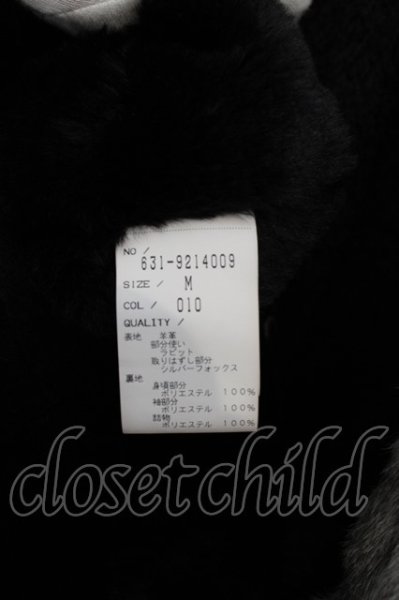 NO /
631-9214009
SIZE / M
COL / 010
QUALITY /
表地 羊革
部分使い
ラビット
取りはずし部分
シルバーフォックス
裏地
身頃部分
ポリエステル 100%
袖部分
ポリエステル 100%
詰物
ポリエステル 100%
closet child